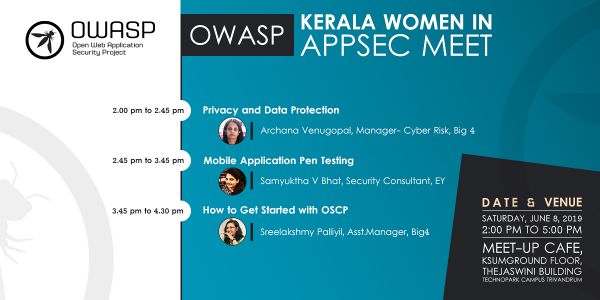 OWASP
Open Web Application
Security Project
OWASP
KERALA WOMEN IN
APPSEC MEET
2.00 pm to 2.45 pm
Privacy and Data Protection
Archana Venugopal, Manager- Cyber Risk, Big 4
2.45 pm to 3.45 pm
Mobile Application Pen Testing
Samyuktha V Bhat, Security Consultant, EY
3.45 pm to 4.30 pm
How to Get Started with OSCP
Sreelakshmy Palliyil, Asst.Manager, Big4
DATE & VENUE
SATURDAY, JUNE 8, 2019
2:00 PM TO 5:00 PM
MEET-UP CAFE,
KSUMGROUND FLOOR,
THEJASWINI BUILDING
TECHNOPARK CAMPUS TRIVANDRUM